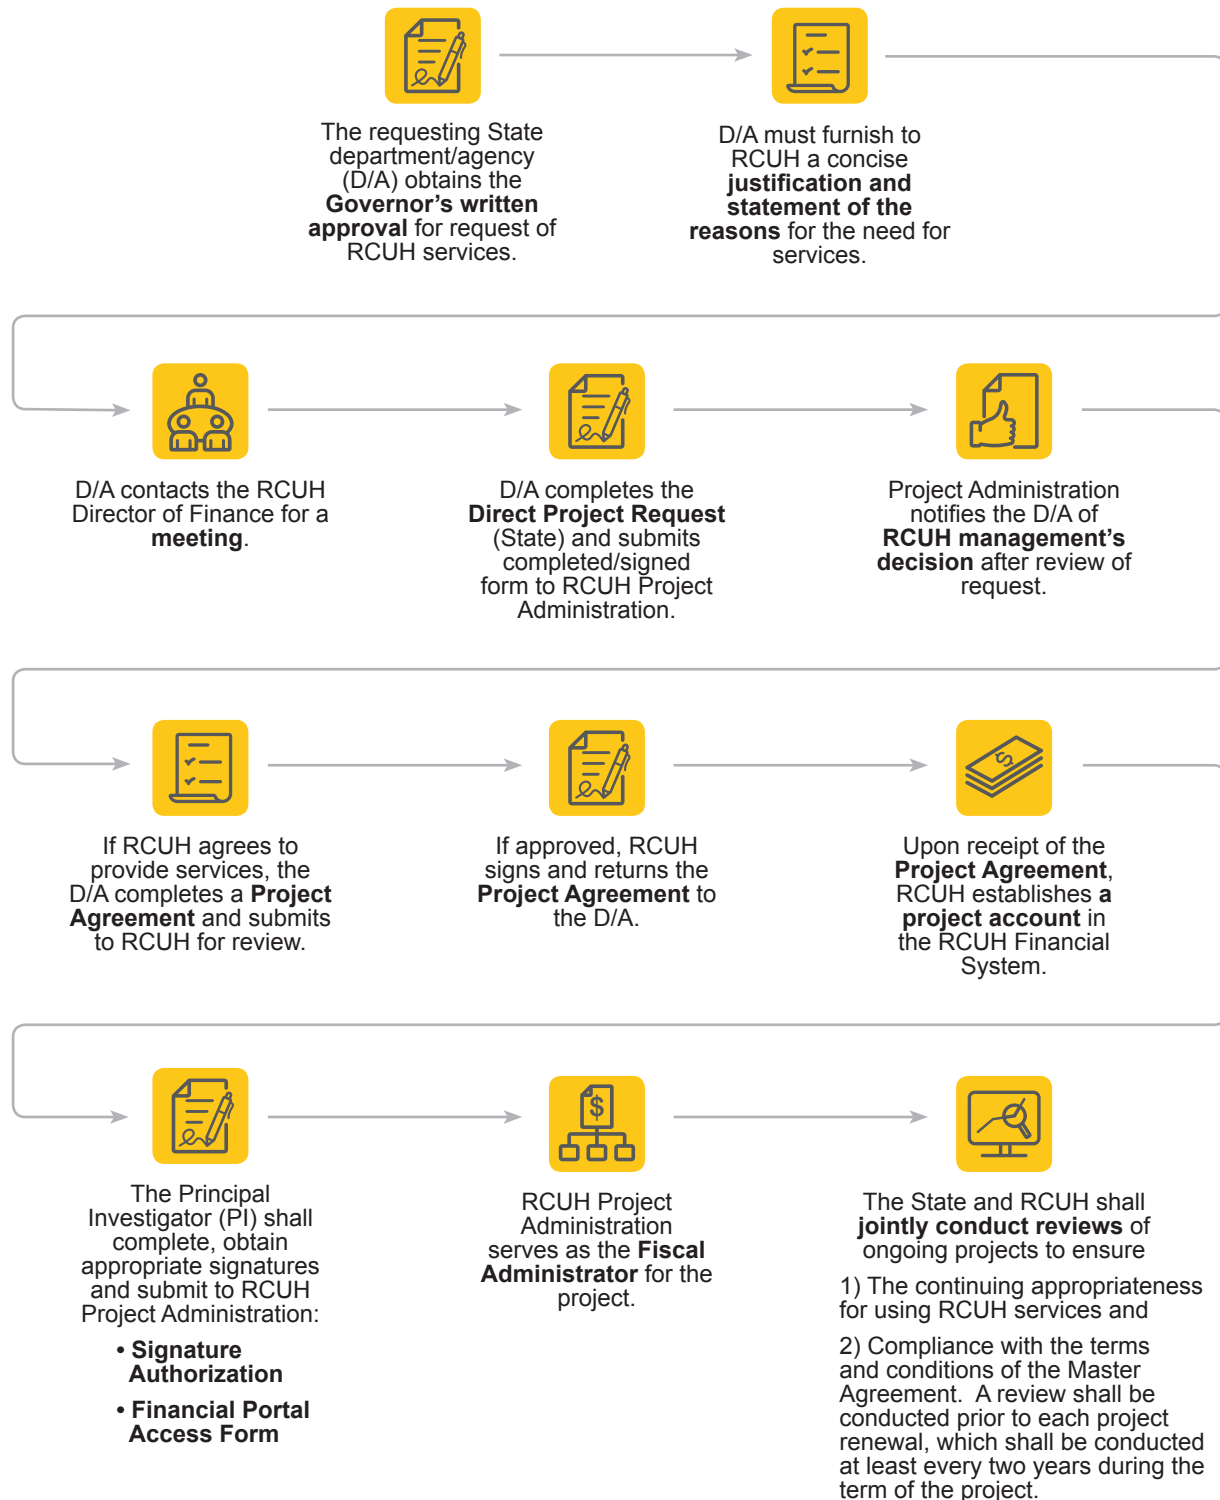 The requesting State
department/agency
(D/A) obtains the
Governor’s written
approval for request of
RCUH services.
D/A must furnish to
RCUH a concise
justification and
statement of the
reasons for the need for
services.
D/A contacts the RCUH
Director of Finance for a
meeting.
D/A completes the
Direct Project Request
(State) and submits
completed/signed
form to RCUH Project
Administration.
Project Administration
notifies the D/A of
RCUH management’s
decision after review of
request.
If RCUH agrees to
provide services, the
D/A completes a Project
Agreement and submits
to RCUH for review.
If approved, RCUH
signs and returns the
Project Agreement to
the D/A.
$
Upon receipt of the
Project Agreement,
RCUH establishes a
project account in
the RCUH Financial
System.
The Principal
Investigator (PI) shall
complete, obtain
appropriate signatures
and submit to RCUH
Project Administration:
• Signature
Authorization
• Financial Portal
Access Form
$
RCUH Project
Administration
serves as the Fiscal
Administrator for the
project.
The State and RCUH shall
jointly conduct reviews of
ongoing projects to ensure
1) The continuing appropriateness
for using RCUH services and
2) Compliance with the terms
and conditions of the Master
Agreement.  A review shall be
conducted prior to each project
renewal, which shall be conducted
at least every two years during the
term of the project.